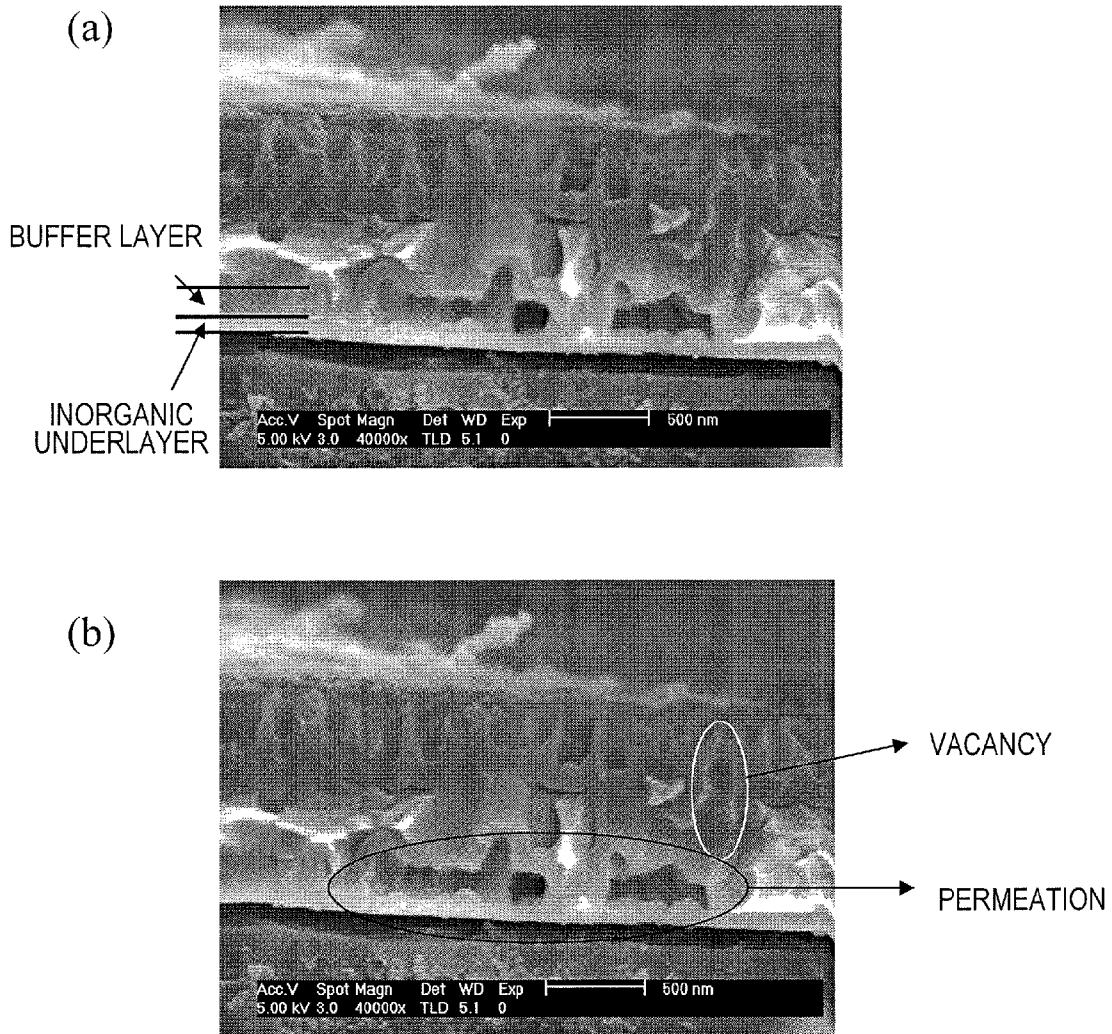 (a)
BUFFER LAYER
INORGANIC
UNDERLAYER
Acc.V Spot Magn Det WD Exp 500 nm
5.00 kV 3.0 40000x TLD 5.1 0
(b)
VACANCY
PERMEATION
Acc.V Spot Magn Det WD Exp 500 nm
5.00 kV 3.0 40000x TLD 5.1 0